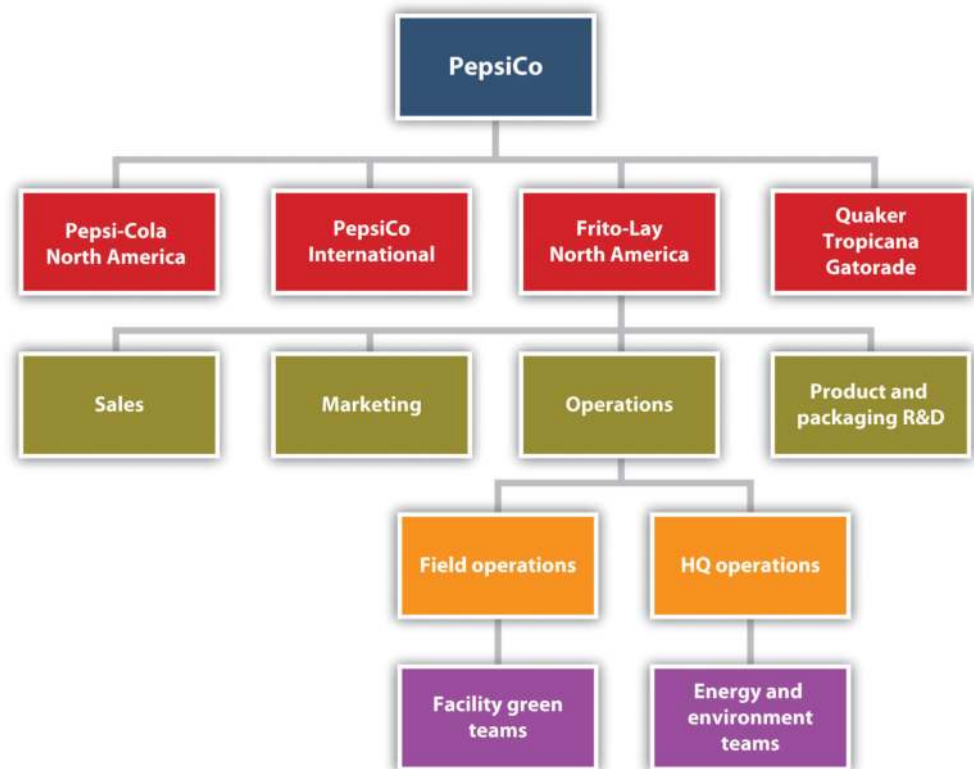 PepsiCo
Pepsi-Cola
North America
PepsiCo
International
Frito-Lay
North America
Quaker
Tropicana
Gatorade
Sales
Marketing
Operations
Product and
packaging R&D
Field operations
HQ operations
Facility green
teams
Energy and
environment
teams